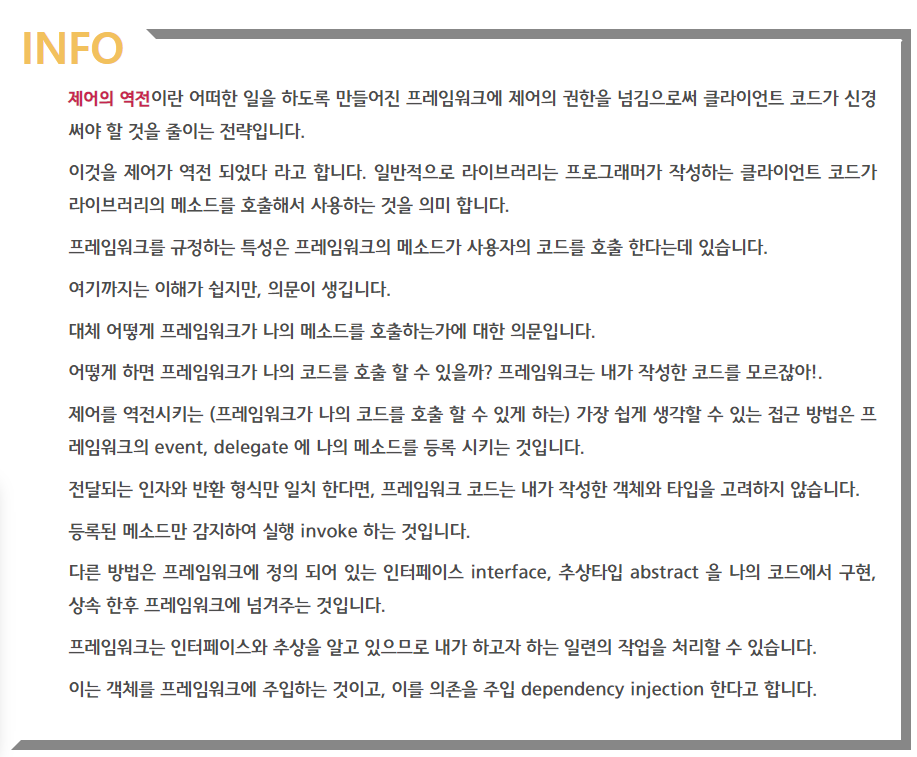 INFO
제어의 역전이란 어떠한 일을 하도록 만들어진 프레임워크에 제어의 권한을 넘김으로써 클라이언트 코드가 신경
써야 할 것을 줄이는 전략입니다.
이것을 제어가 역전 되었다 라고 합니다. 일반적으로 라이브러리는 프로그래머가 작성하는 클라이언트 코드가
라이브러리의 메소드를 호출해서 사용하는 것을 의미 합니다.
프레임워크를 규정하는 특성은 프레임워크의 메소드가 사용자의 코드를 호출 한다는데 있습니다.
여기까지는 이해가 쉽지만, 의문이 생깁니다.
대체 어떻게 프레임워크가 나의 메소드를 호출하는가에 대한 의문입니다.
어떻게 하면 프레임워크가 나의 코드를 호출 할 수 있을까? 프레임워크는 내가 작성한 코드를 모르잖아!.
제어를 역전시키는 (프레임워크가 나의 코드를 호출 할 수 있게 하는) 가장 쉽게 생각할 수 있는 접근 방법은 프
레임워크의 event, delegate 에 나의 메소드를 등록 시키는 것입니다.
전달되는 인자와 반환 형식만 일치 한다면, 프레임워크 코드는 내가 작성한 객체와 타입을 고려하지 않습니다.
등록된 메소드만 감지하여 실행 invoke 하는 것입니다.
다른 방법은 프레임워크에 정의 되어 있는 인터페이스 interface, 추상타입 abstract 을 나의 코드에서 구현,
상속 한후 프레임워크에 넘겨주는 것입니다.
프레임워크는 인터페이스와 추상을 알고 있으므로 내가 하고자 하는 일련의 작업을 처리할 수 있습니다.
이는 객체를 프레임워크에 주입하는 것이고, 이를 의존을 주입 dependency injection 한다고 합니다.